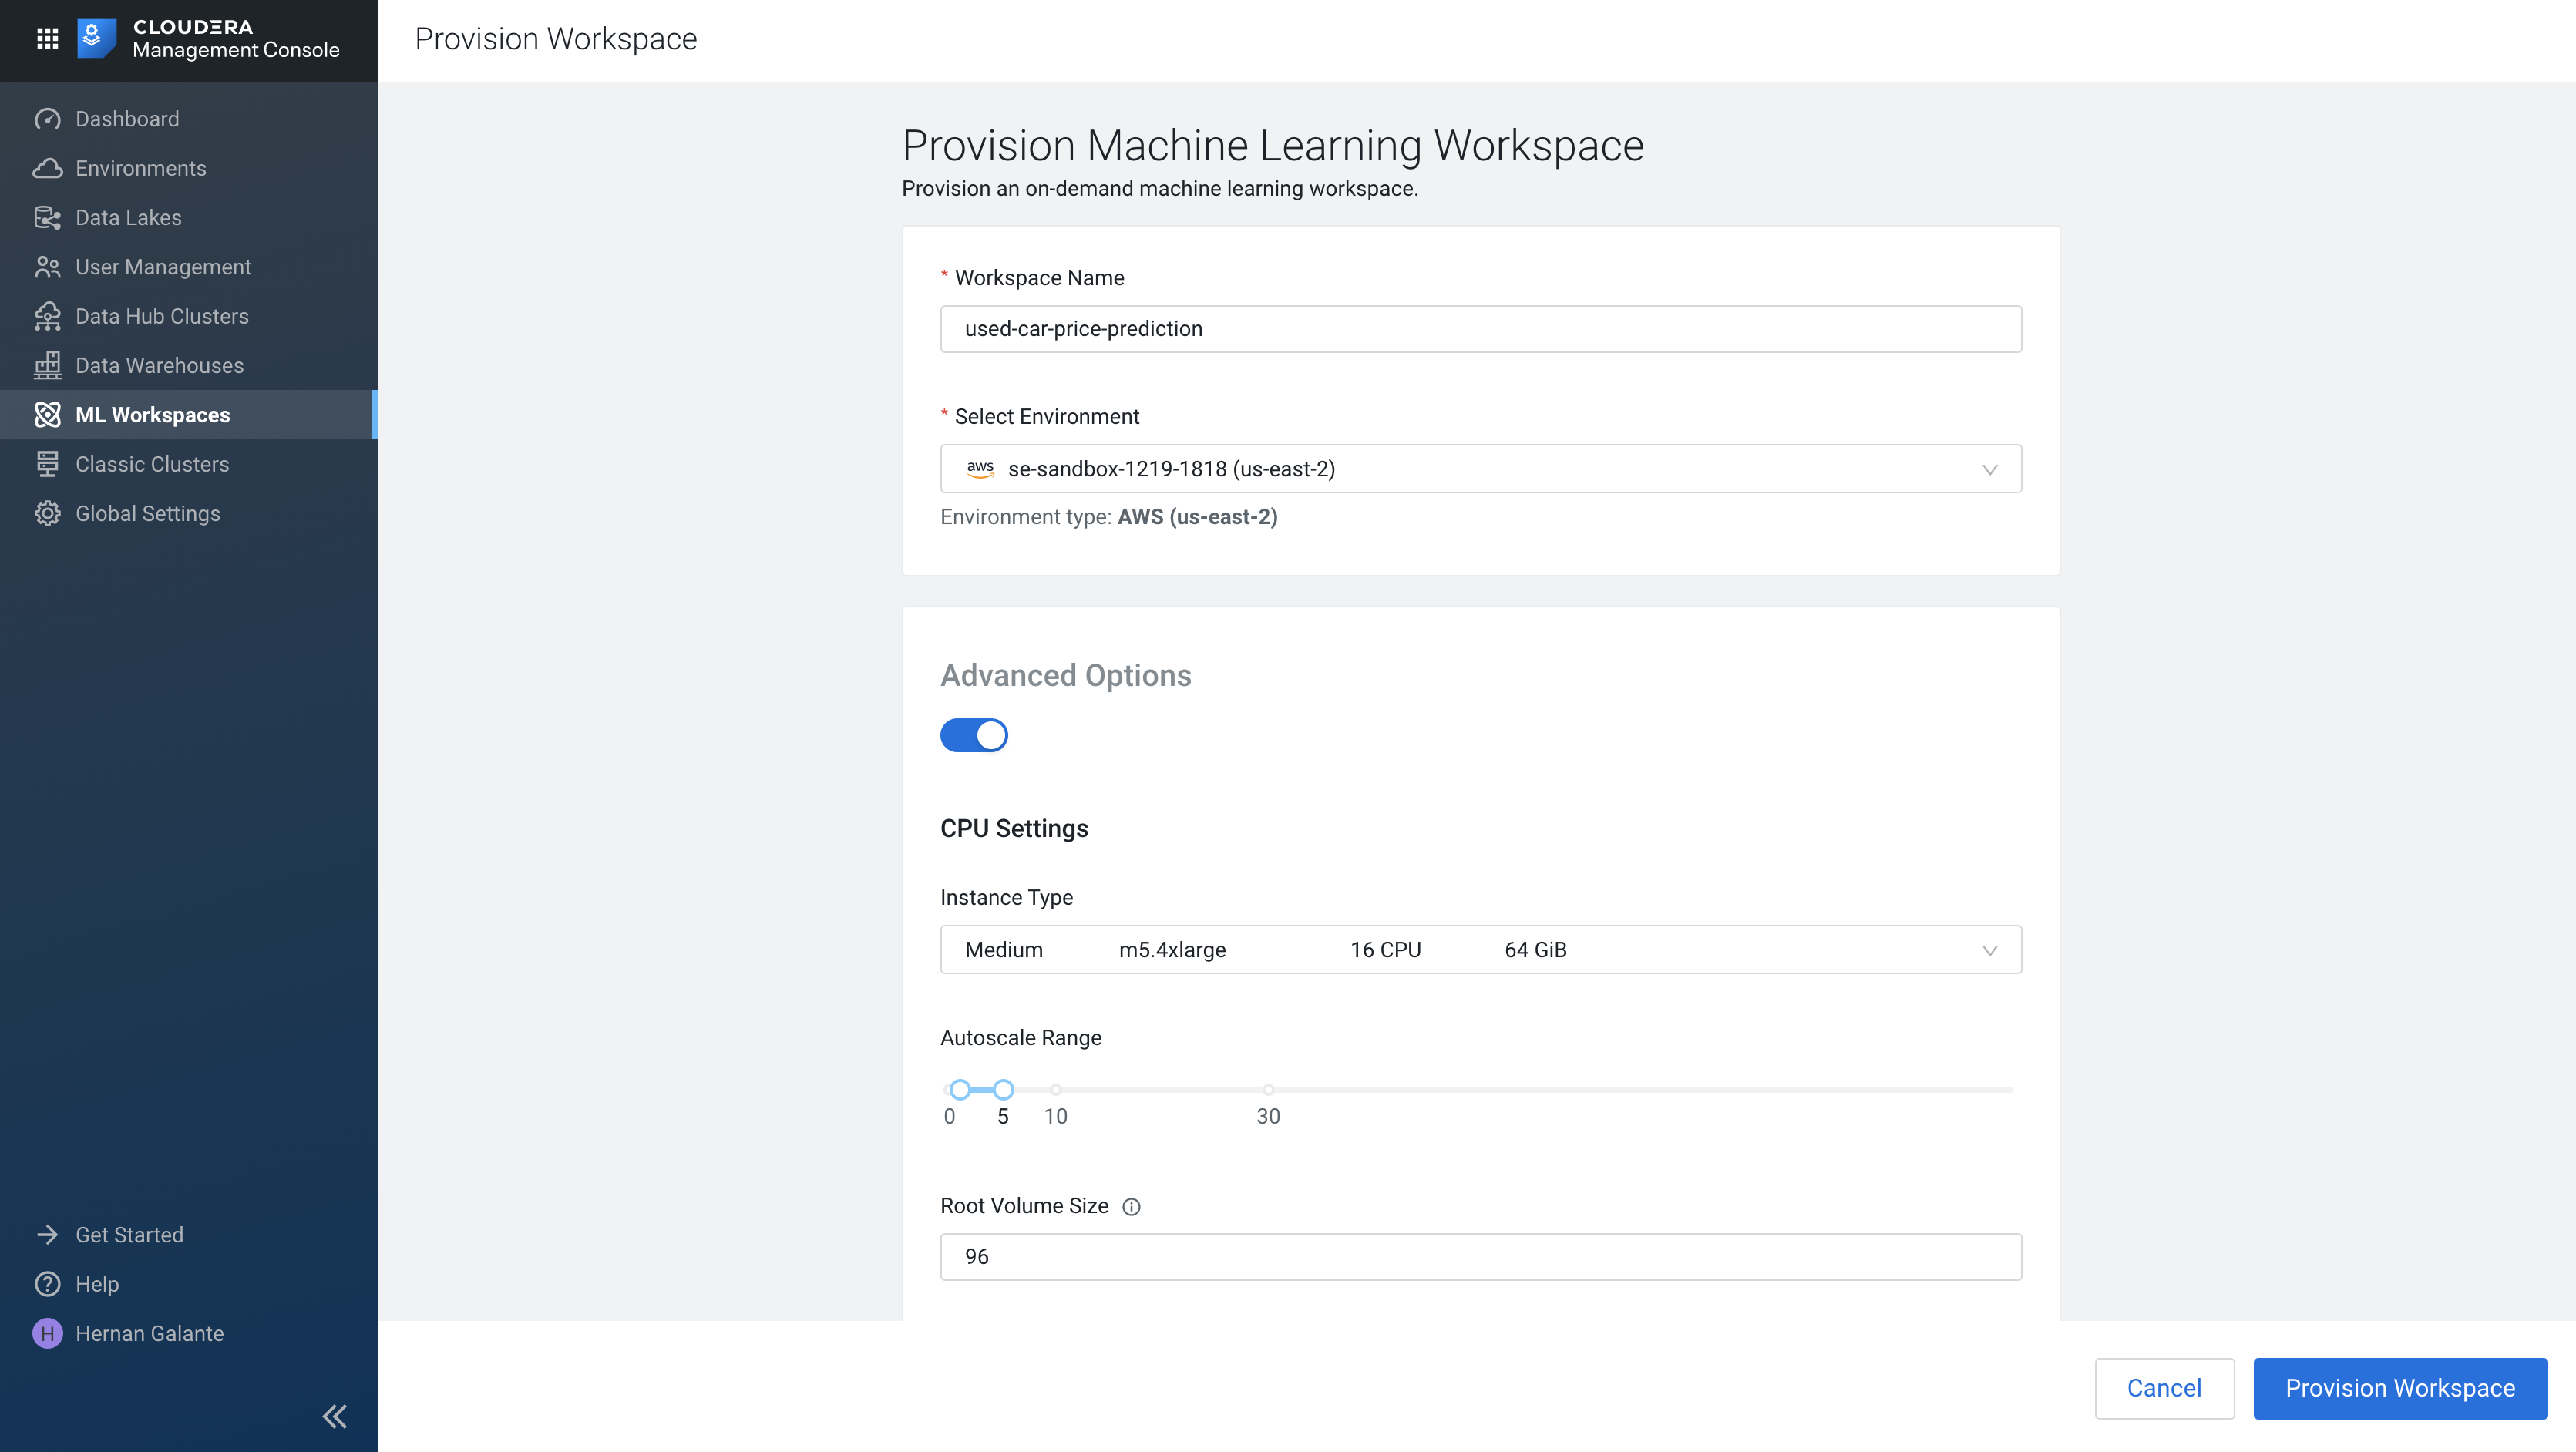 CLOUDERA
Management Console
Provision Workspace
Dashboard
Environments
Data Lakes
User Management
Data Hub Clusters
Data Warehouses
ML Workspaces
Classic Clusters
Global Settings
Get Started
Help
H Hernan Galante
Provision Machine Learning Workspace
Provision an on-demand machine learning workspace.
* Workspace Name
used-car-price-prediction
* Select Environment
aws se-sandbox-1219-1818 (us-east-2)
Environment type: AWS (us-east-2)
Advanced Options
CPU Settings
Instance Type
Medium m5.4xlarge 16 CPU 64 GiB
Autoscale Range
0 5 10 30
Root Volume Size
96
Cancel Provision Workspace